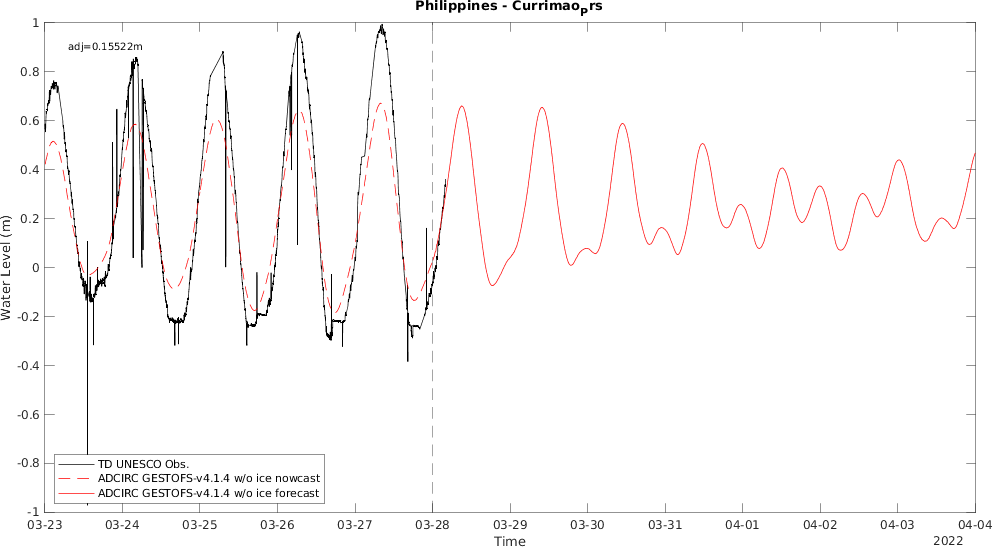 Philippines - Currimaoprs
adj=0.15522m
Water Level (m)
1
0.8
0.6
0.4
0.2
0
-0.2
-0.4
-0.6
-0.8
-1
TD UNESCO Obs.
ADCIRC GESTOFS-v4.1.4 w/o ice nowcast
ADCIRC GESTOFS-v4.1.4 w/o ice forecast
03-23 03-24 03-25 03-26 03-27 03-28 03-29 03-30 03-31 04-01 04-02 04-03 04-04
Time
2022